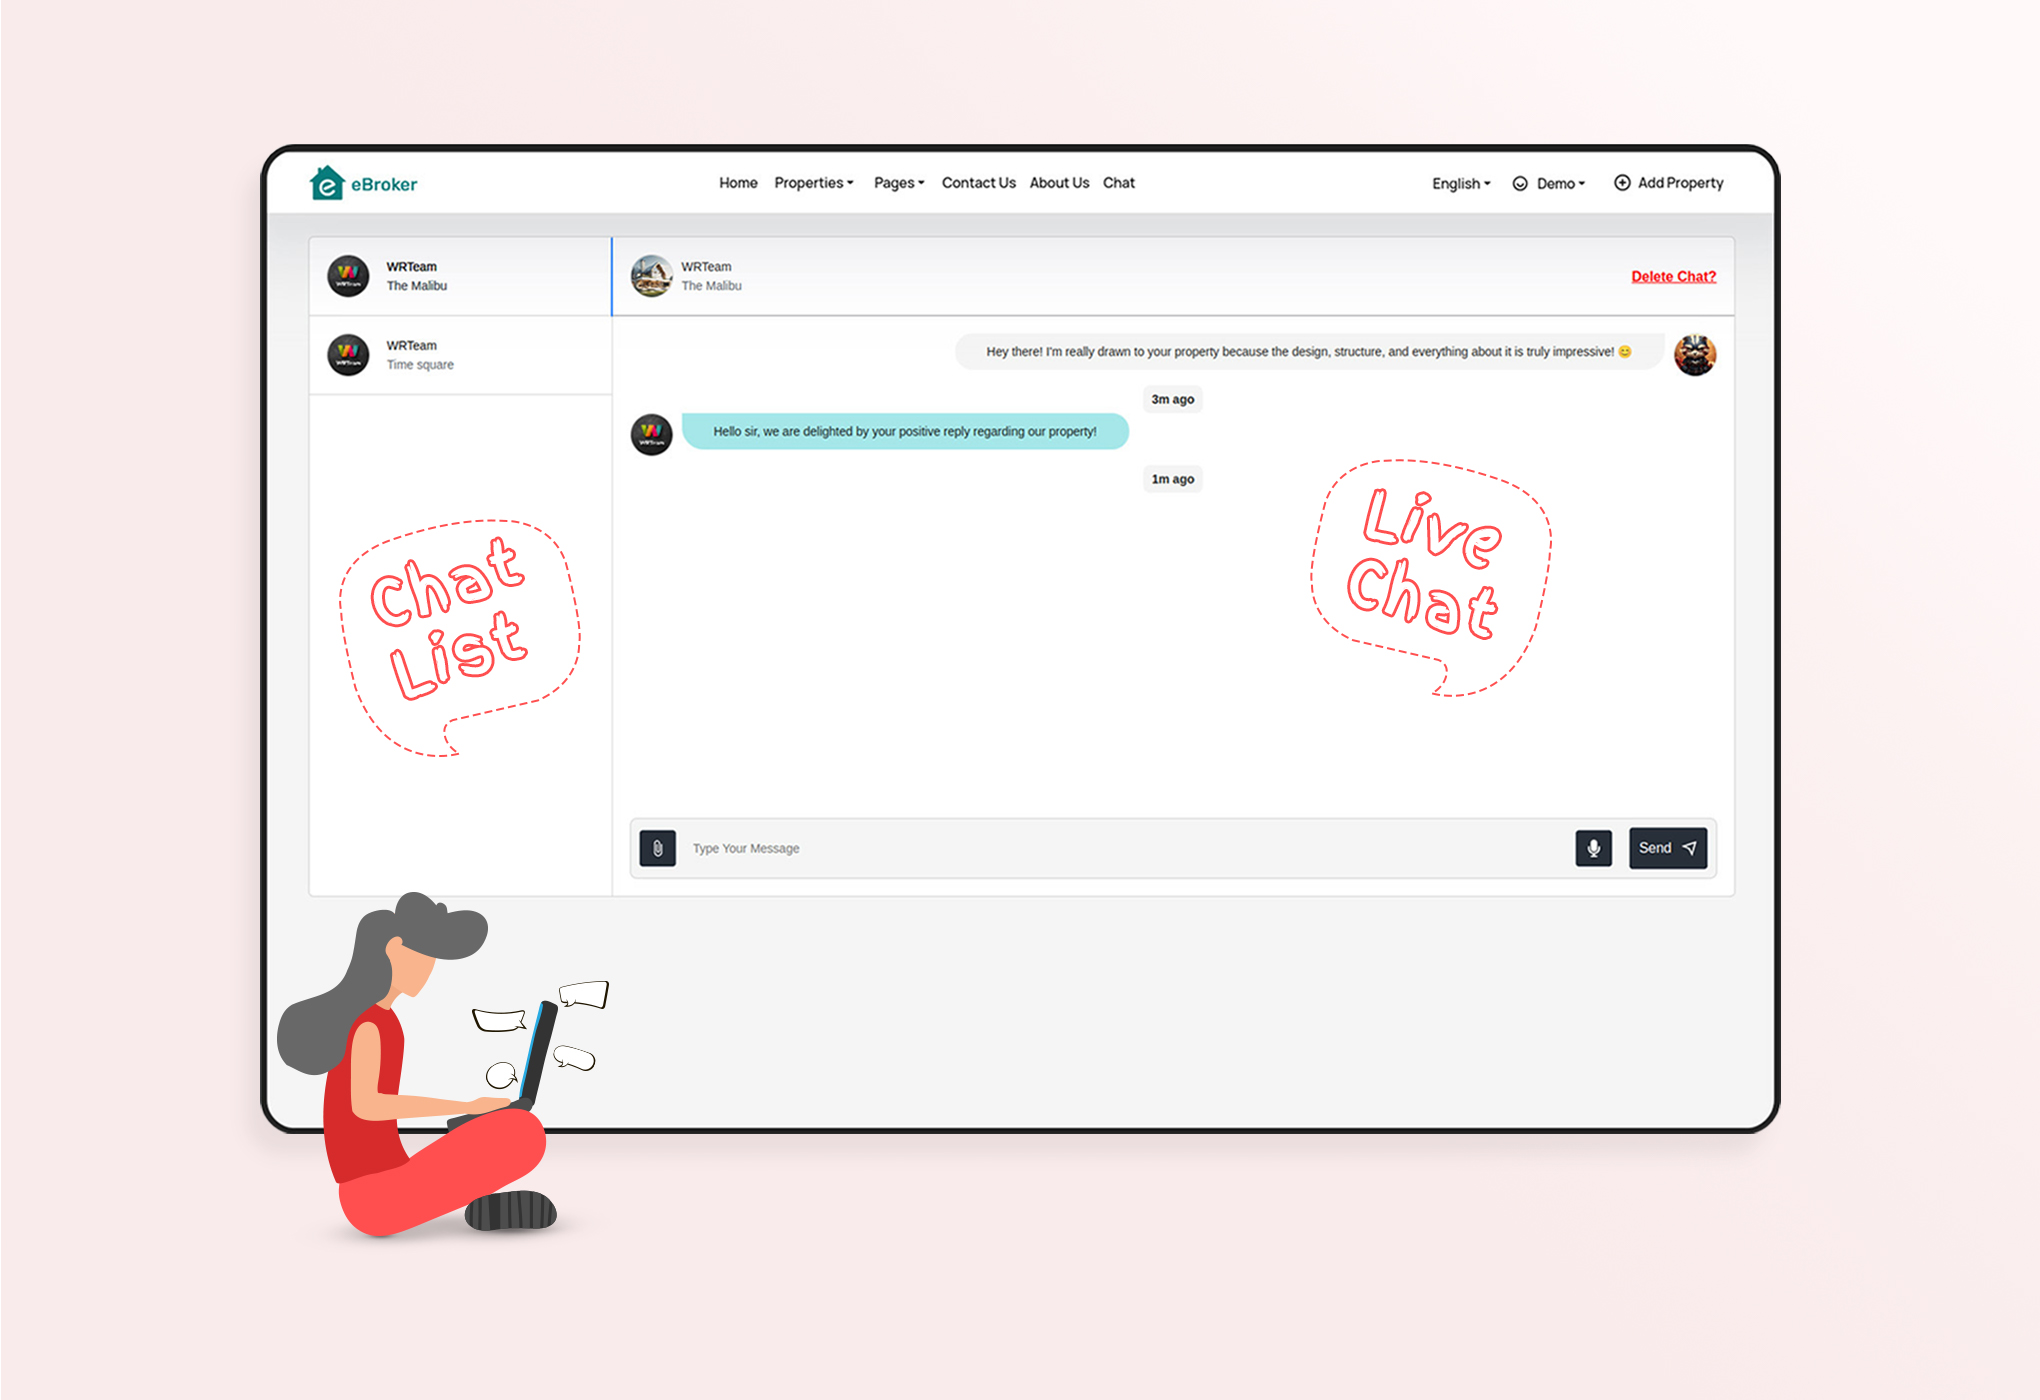 eBroker
Home Properties Pages Contact Us About Us Chat
English Demo Add Property
WRTeam
The Malibu
WRTeam
The Malibu
Delete Chat?
WRTeam
Time square
Hey there! I'm really drawn to your property because the design, structure, and everything about it is truly impressive! 😊
3m ago
WRTeam
Hello sir, we are delighted by your positive reply regarding our property!
1m ago
Chat
List
Live
Chat
Type Your Message
Send